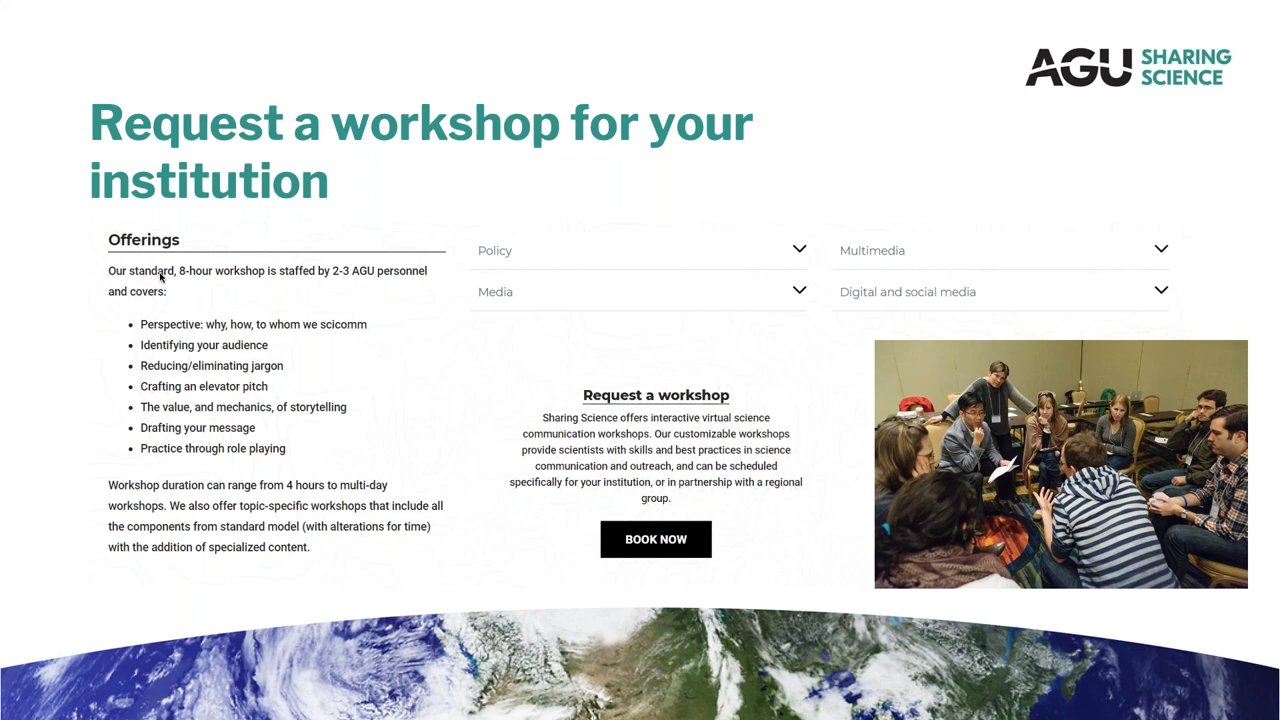 AGU SHARING
SCIENCE
Request a workshop for your
institution
Offerings
Our standard, 8-hour workshop is staffed by 2-3 AGU personnel
and covers:
• Perspective: why, how, to whom we scicomm
• Identifying your audience
• Reducing/eliminating jargon
• Crafting an elevator pitch
• The value, and mechanics, of storytelling
• Drafting your message
• Practice through role playing
Workshop duration can range from 4 hours to multi-day
workshops. We also offer topic-specific workshops that include all
the components from standard model (with alterations for time)
with the addition of specialized content.
Policy
Media
Multimedia
Digital and social media
Request a workshop
Sharing Science offers interactive virtual science
communication workshops. Our customizable workshops
provide scientists with skills and best practices in science
communication and outreach, and can be scheduled
specifically for your institution, or in partnership with a regional
group.
BOOK NOW